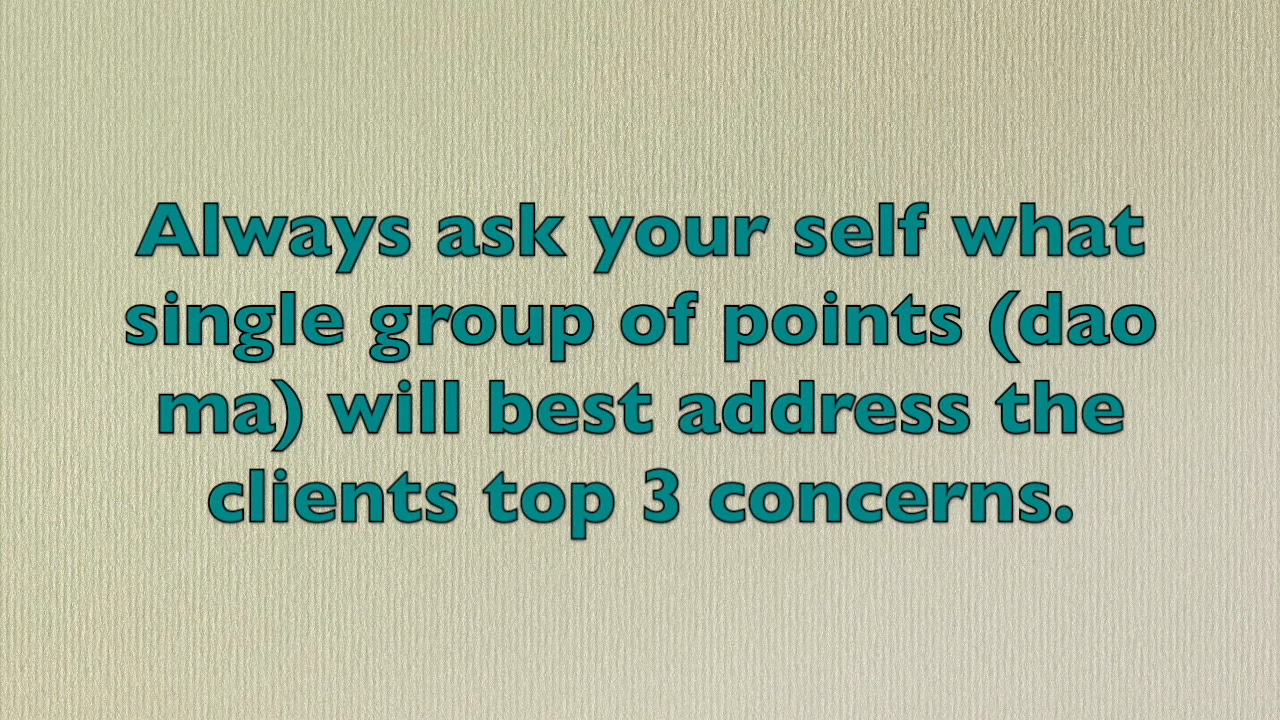 Always ask your self what
single group of points (dao
ma) will best address the
clients top 3 concerns.